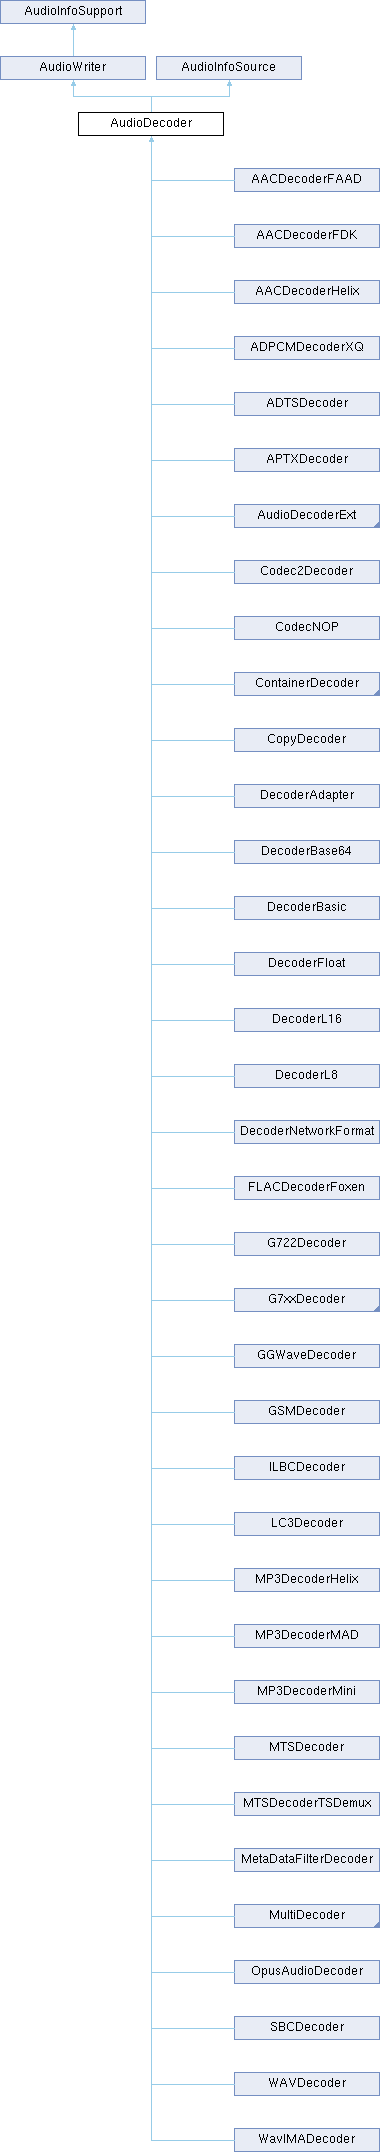 AudioInfoSupport
AudioWriter
AudioInfoSource
AudioDecoder
AACDecoderFAAD
AACDecoderFDK
AACDecoderHelix
ADPCMDecoderXQ
ADTSDecoder
APTXDecoder
AudioDecoderExt
Codec2Decoder
CodecNOP
ContainerDecoder
CopyDecoder
DecoderAdapter
DecoderBase64
DecoderBasic
DecoderFloat
DecoderL16
DecoderL8
DecoderNetworkFormat
FLACDecoderFoxen
G722Decoder
G7xxDecoder
GGWaveDecoder
GSMDecoder
ILBCDecoder
LC3Decoder
MP3DecoderHelix
MP3DecoderMAD
MP3DecoderMini
MTSDecoder
MTSDecoderTSDemux
MetaDataFilterDecoder
MultiDecoder
OpusAudioDecoder
SBCDecoder
WAVDecoder
WavIMADecoder